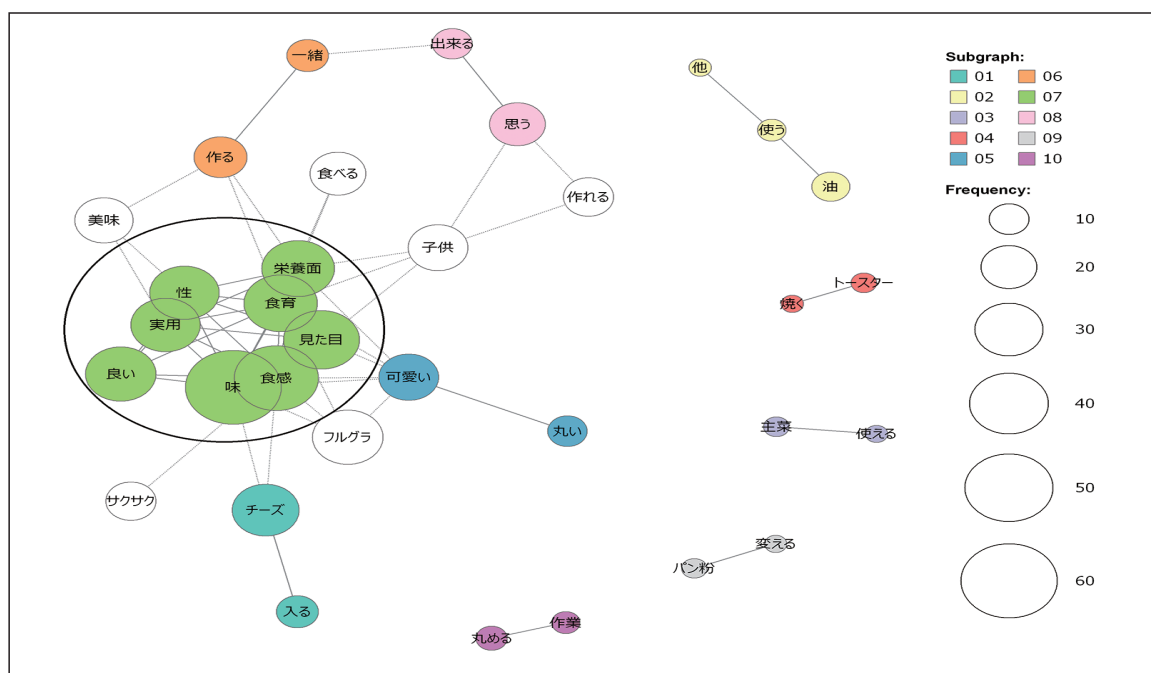 一緒
出来る
作る
思う
食べる
作れる
美味
子供
栄養面
性
食育
実用
見た目
良い
味
食感
可愛い
フルグラ
丸い
サクサク
チーズ
入る
他
使う
油
トースター
焼く
主菜
使える
変える
パン粉
作業
丸める
Subgraph:
01 06
02 07
03 08
04 09
05 10
Frequency:
10
20
30
40
50
60